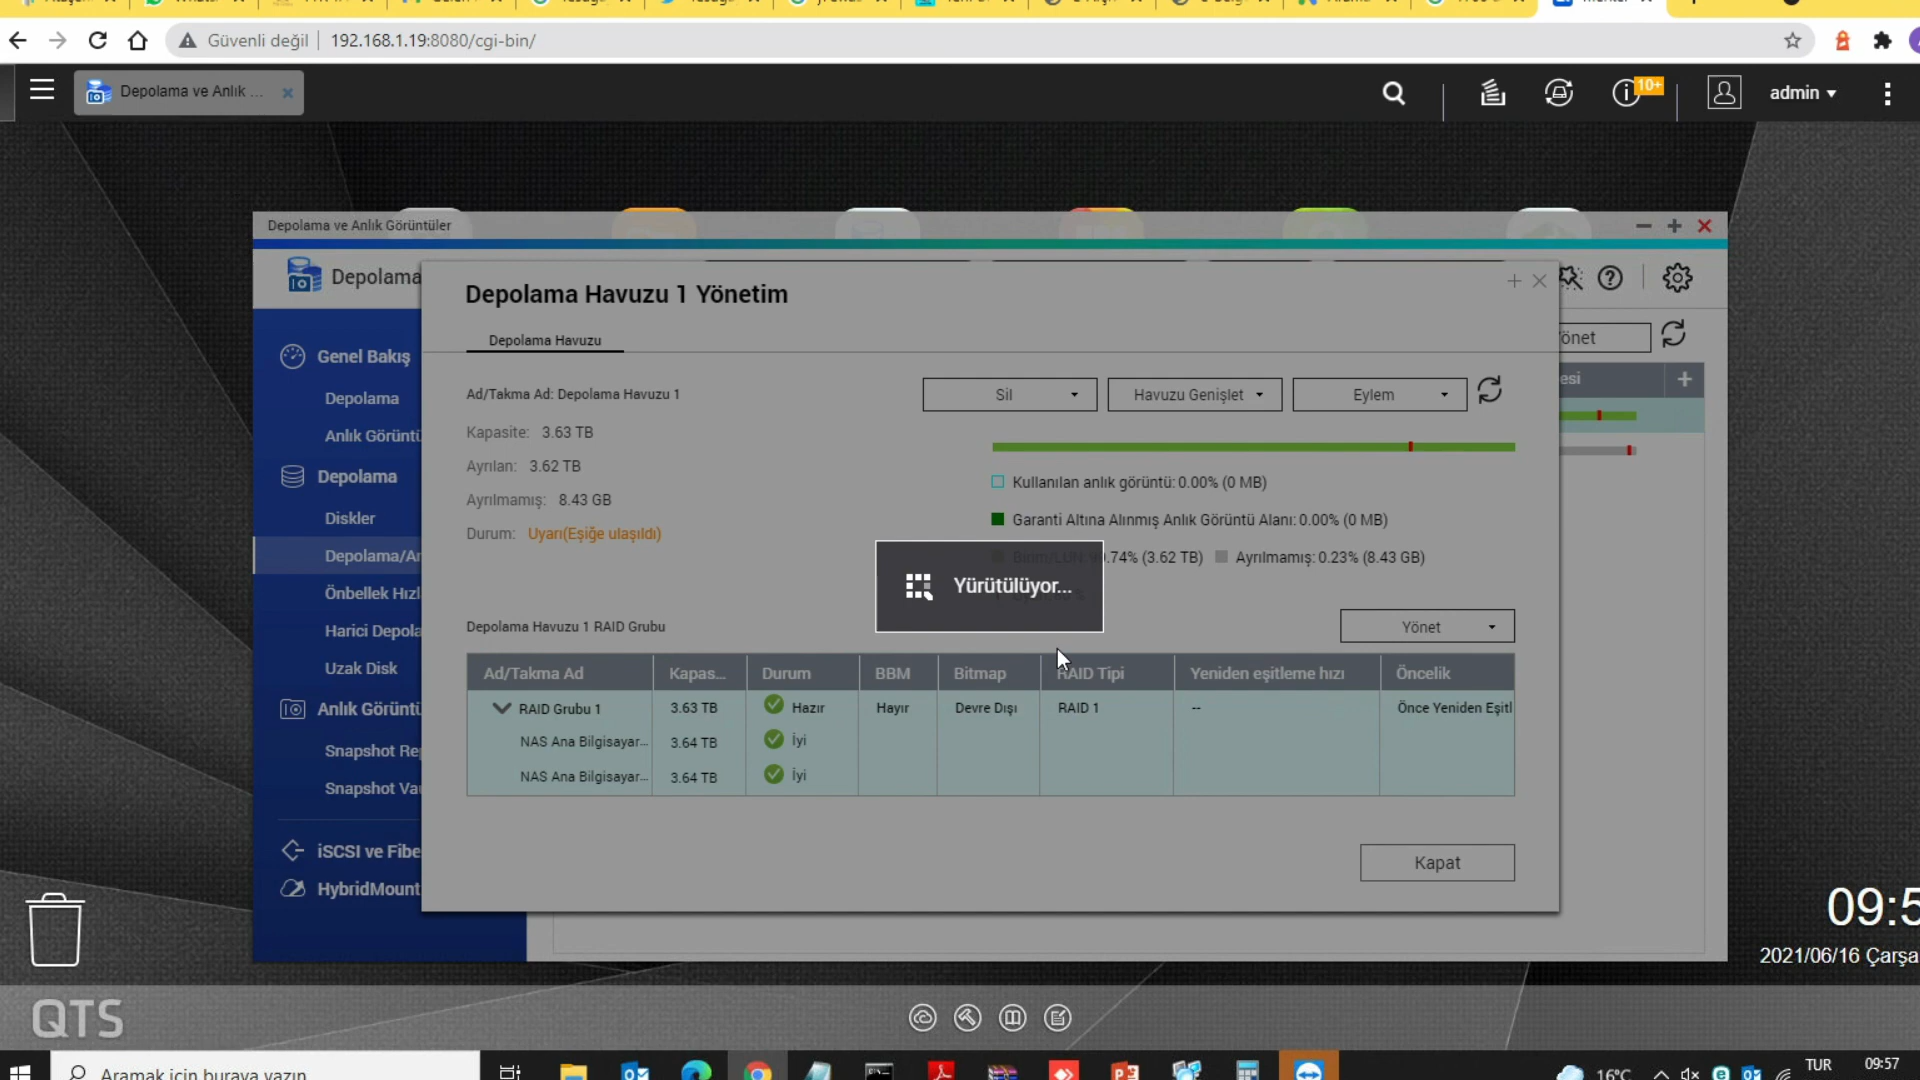 Güvenli değil
192.168.1.19:8080/cgi-bin/
Depolama ve Anlık ...
10+
admin
Depolama ve Anlık Görüntüler
Depolama
Depolama Havuzu 1 Yönetim
Depolama Havuzu
Genel Bakış
Depolama
Anlık Görüntü
Depolama
Diskler
Depolama/An
Önbellek Hızl
Harici Depola
Uzak Disk
Anlık Görüntü
Snapshot Rep
Snapshot Vau
iSCSI ve Fibe
HybridMount
Ad/Takma Ad: Depolama Havuzu 1
Sil
Havuzu Genişlet
Eylem
Kapasite: 3.63 TB
Ayrılan: 3.62 TB
Ayrılmamış: 8.43 GB
Durum: Uyarı(Eşiğe ulaşıldı)
Kullanılan anlık görüntü: 0.00% (0 MB)
Garanti Altına Alınmış Anlık Görüntü Alanı: 0.00% (0 MB)
.74% (3.62 TB) Ayrılmamış: 0.23% (8.43 GB)
Yürütülüyor...
Depolama Havuzu 1 RAID Grubu
Yönet
Ad/Takma Ad Kapas... Durum BBM Bitmap RAID Tipi Yeniden eşitleme hızı Öncelik
RAID Grubu 1 3.63 TB Hazır Hayır Devre Dışı RAID 1 -- Önce Yeniden Eşitl
NAS Ana Bilgisayar... 3.64 TB İyi
NAS Ana Bilgisayar... 3.64 TB İyi
Kapat
önet
esi
09:5
2021/06/16 Çarşa
QTS
Aramak için buraya yazın
16°C
TUR
09:57